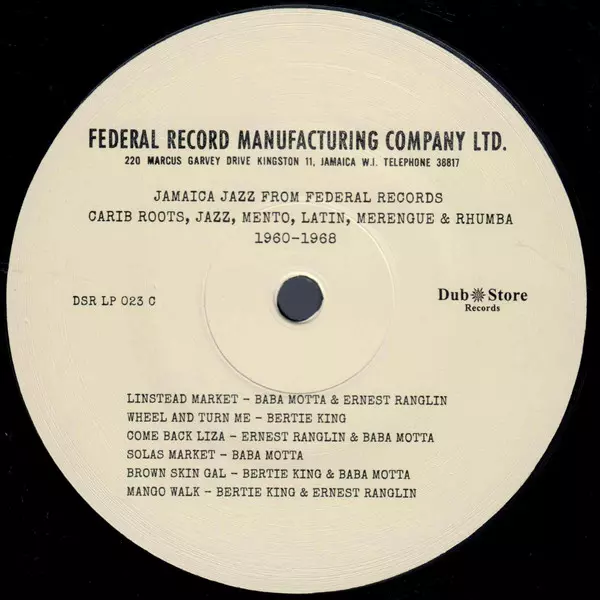 FEDERAL RECORD MANUFACTURING COMPANY LTD.
220 MARCUS GARVEY DRIVE KINGSTON 11, JAMAICA W.I. TELEPHONE 38817
JAMAICA JAZZ FROM FEDERAL RECORDS
CARIB ROOTS, JAZZ, MENTO, LATIN, MERENGUE & RHUMBA
1960-1968
DSR LP 023 C
Dub Store
Records
LINSTEAD MARKET - BABA MOTTA & ERNEST RANGLIN
WHEEL AND TURN ME - BERTIE KING
COME BACK LIZA - ERNEST RANGLIN & BABA MOTTA
SOLAS MARKET - BABA MOTTA
BROWN SKIN GAL - BERTIE KING & BABA MOTTA
MANGO WALK - BERTIE KING & ERNEST RANGLIN